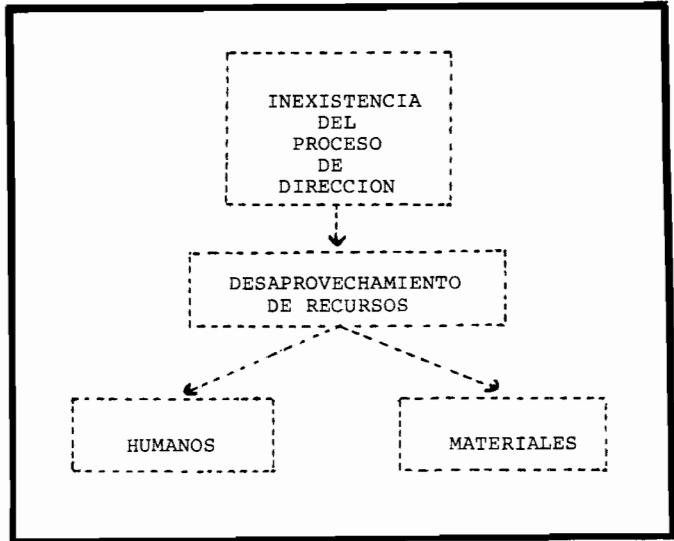 INEXISTENCIA
DEL
PROCESO
DE
DIRECCION
DESAPROVECHAMIENTO
DE RECURSOS
HUMANOS
MATERIALES